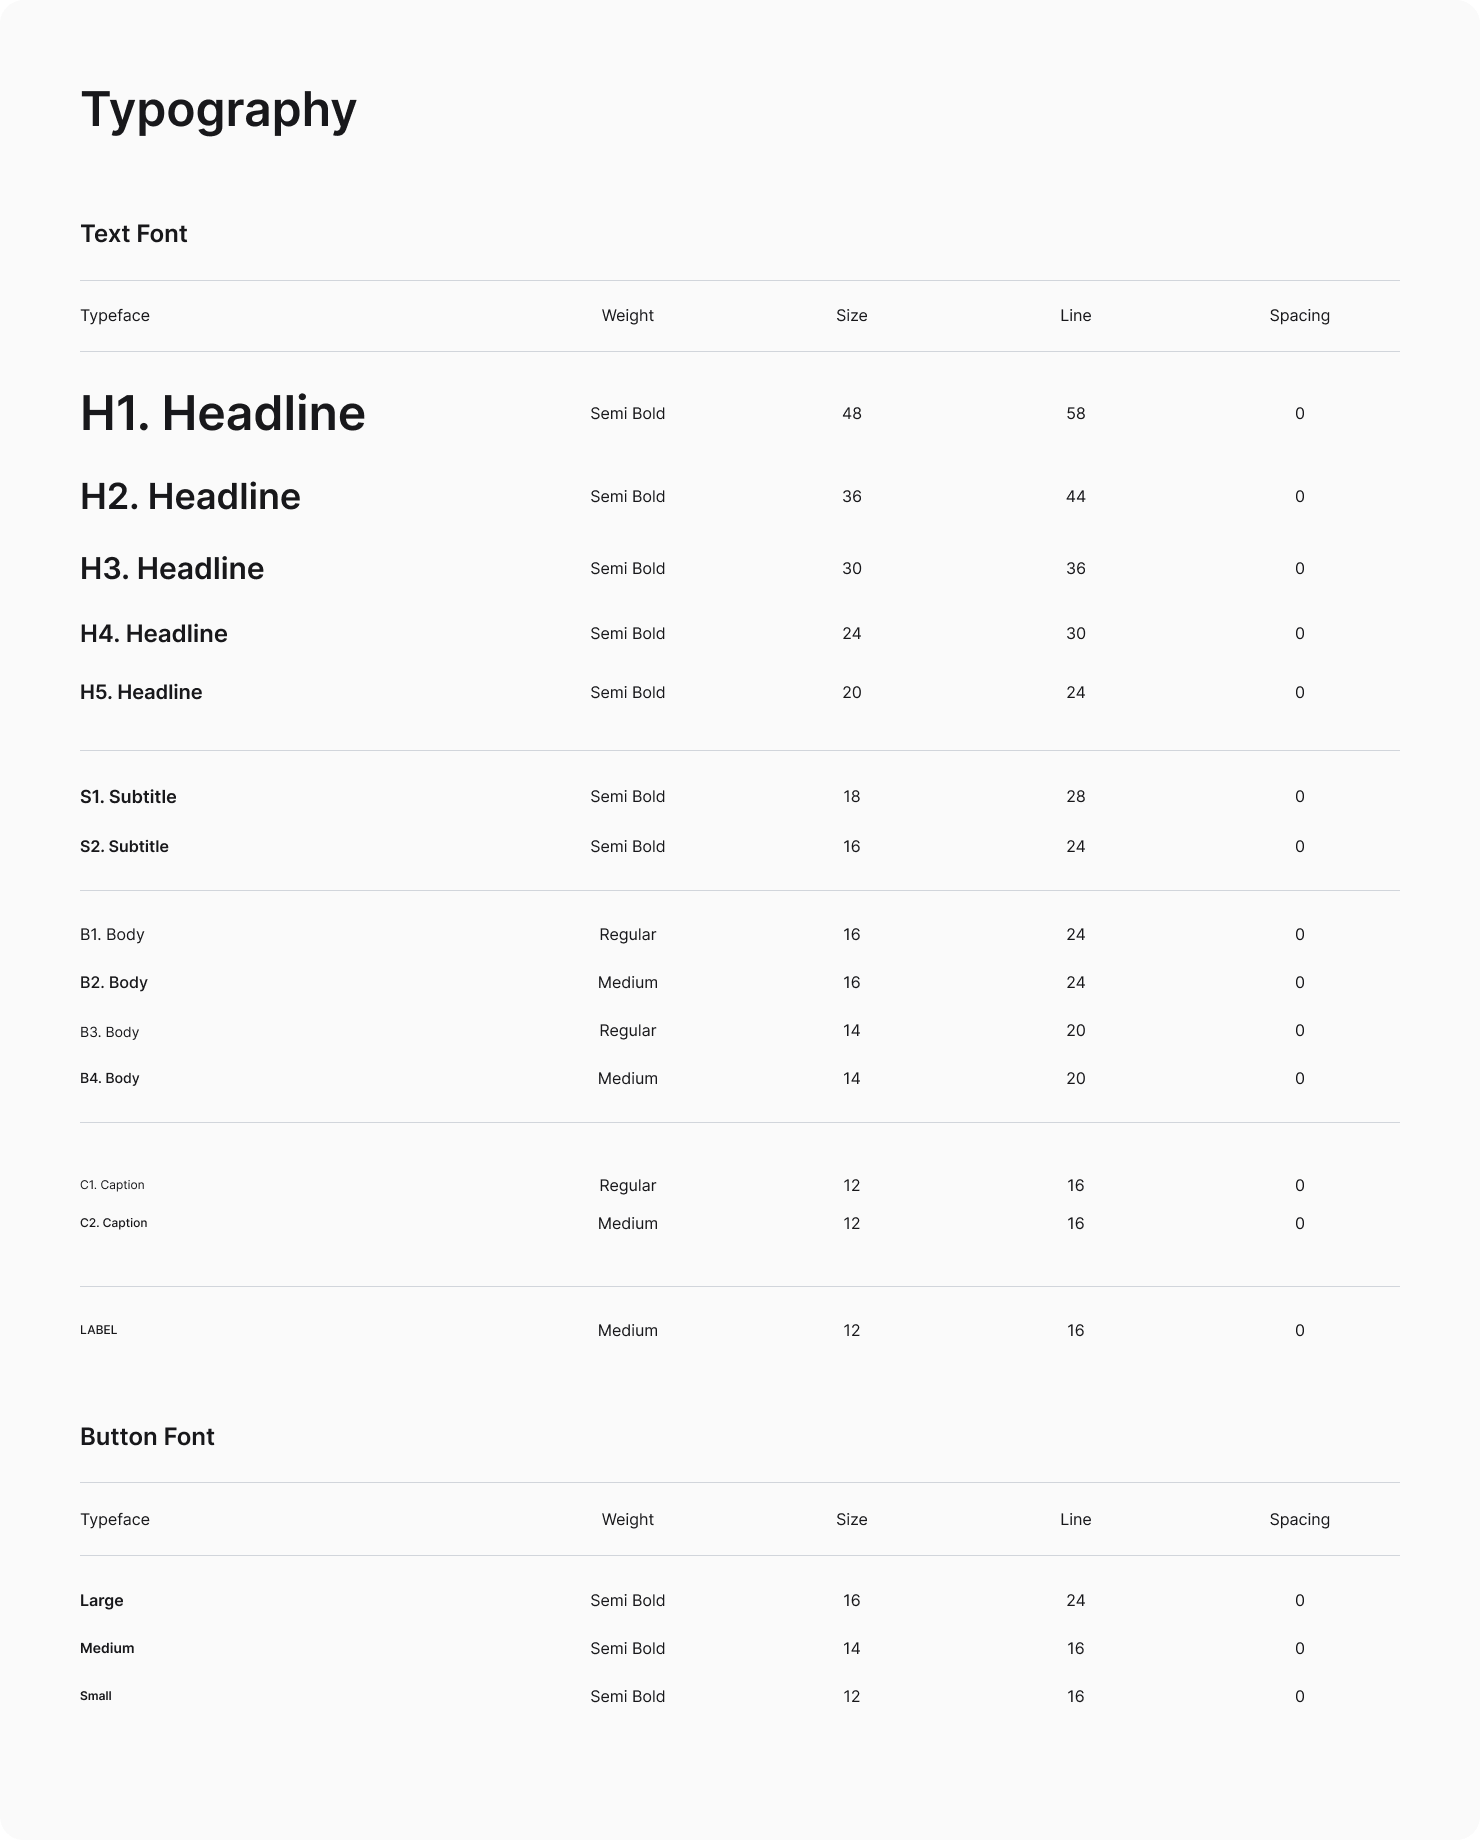 Typography
Text Font
Typeface Weight Size Line Spacing
H1. Headline Semi Bold 48 58 0
H2. Headline Semi Bold 36 44 0
H3. Headline Semi Bold 30 36 0
H4. Headline Semi Bold 24 30 0
H5. Headline Semi Bold 20 24 0
S1. Subtitle Semi Bold 18 28 0
S2. Subtitle Semi Bold 16 24 0
B1. Body Regular 16 24 0
B2. Body Medium 16 24 0
B3. Body Regular 14 20 0
B4. Body Medium 14 20 0
C1. Caption Regular 12 16 0
C2. Caption Medium 12 16 0
LABEL Medium 12 16 0
Button Font
Typeface Weight Size Line Spacing
Large Semi Bold 16 24 0
Medium Semi Bold 14 16 0
Small Semi Bold 12 16 0